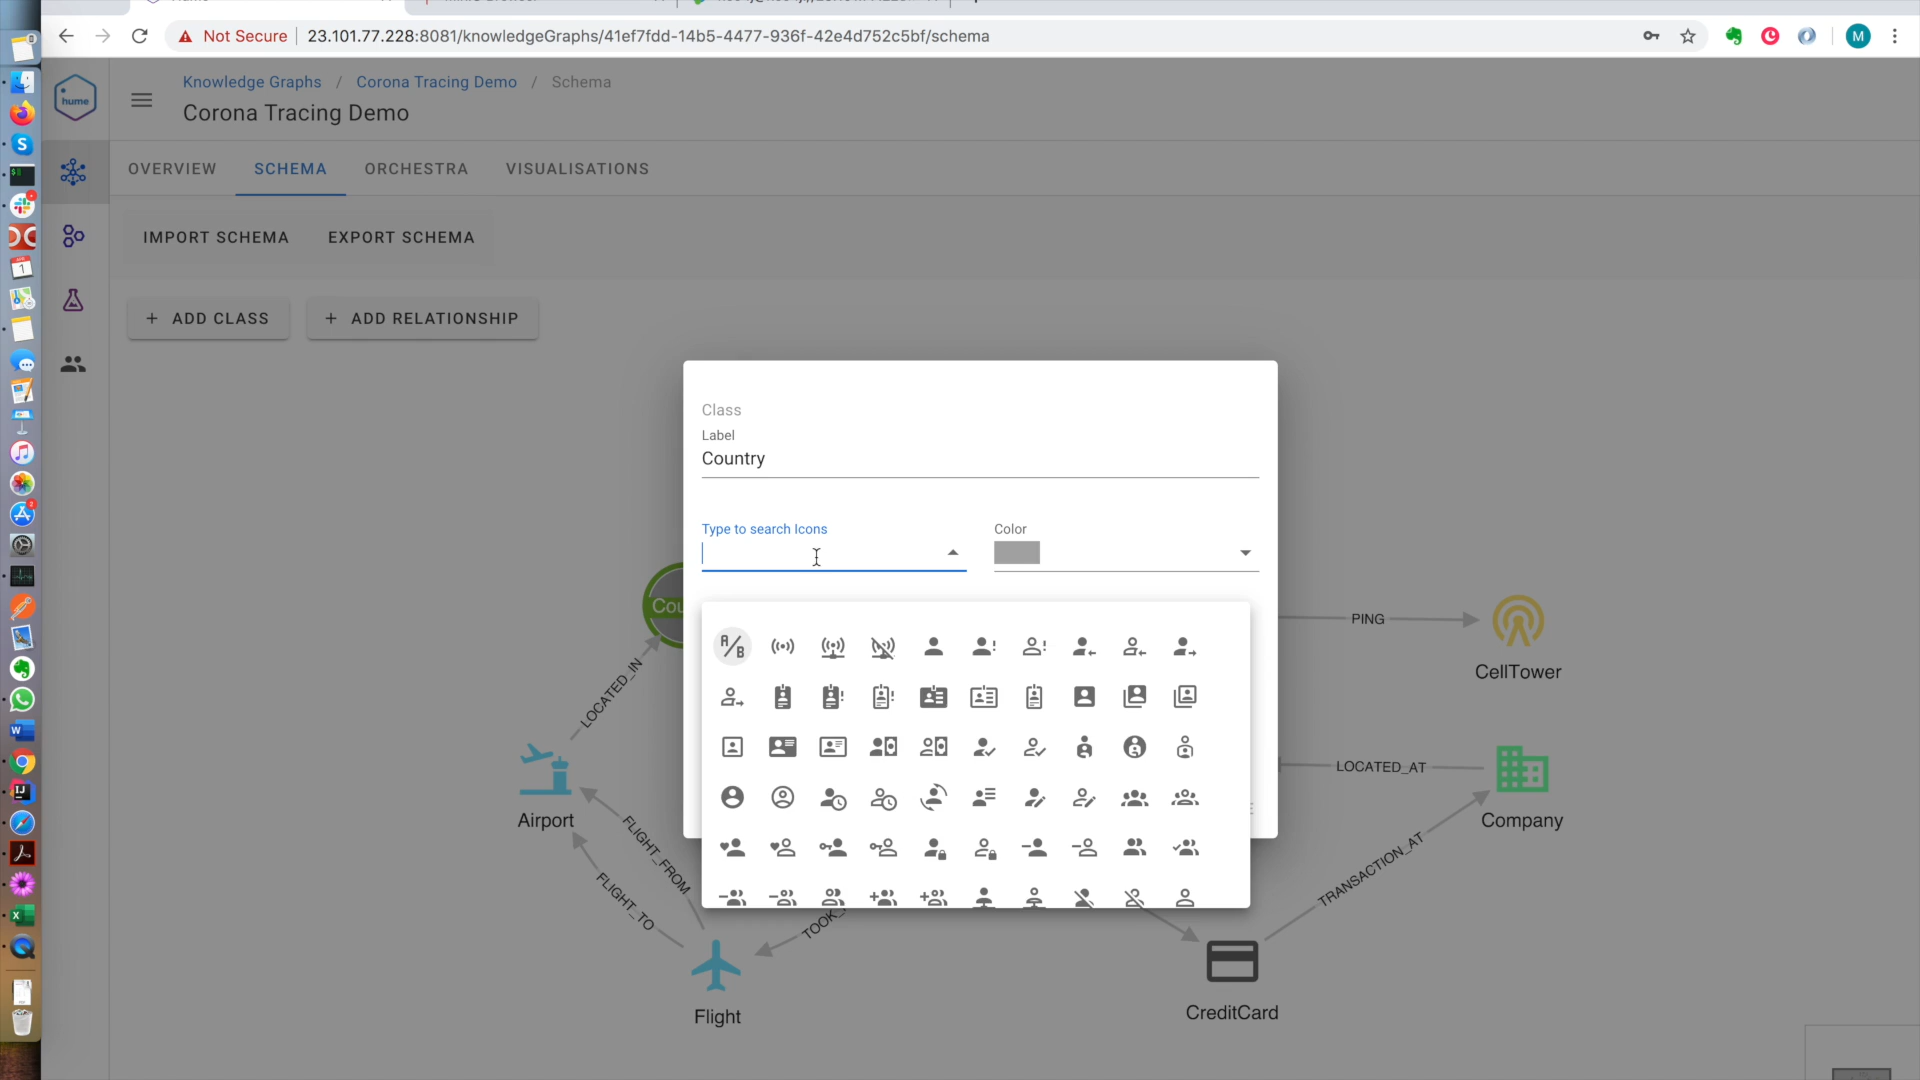 Not Secure
23.101.77.228:8081/knowledgeGraphs/41ef7fdd-14b5-4477-936f-42e4d752c5bf/schema
M
hume
Knowledge Graphs / Corona Tracing Demo / Schema
Corona Tracing Demo
OVERVIEW SCHEMA ORCHESTRA VISUALISATIONS
IMPORT SCHEMA EXPORT SCHEMA
+ ADD CLASS + ADD RELATIONSHIP
Class
Label
Country
Type to search Icons
Color
A/B
Cou
LOCATED_IN
PING
CellTower
Airport
LOCATED_AT
Company
FLIGHT_FROM
FLIGHT_TO
TOOK_
TRANSACTION_AT
Flight
CreditCard